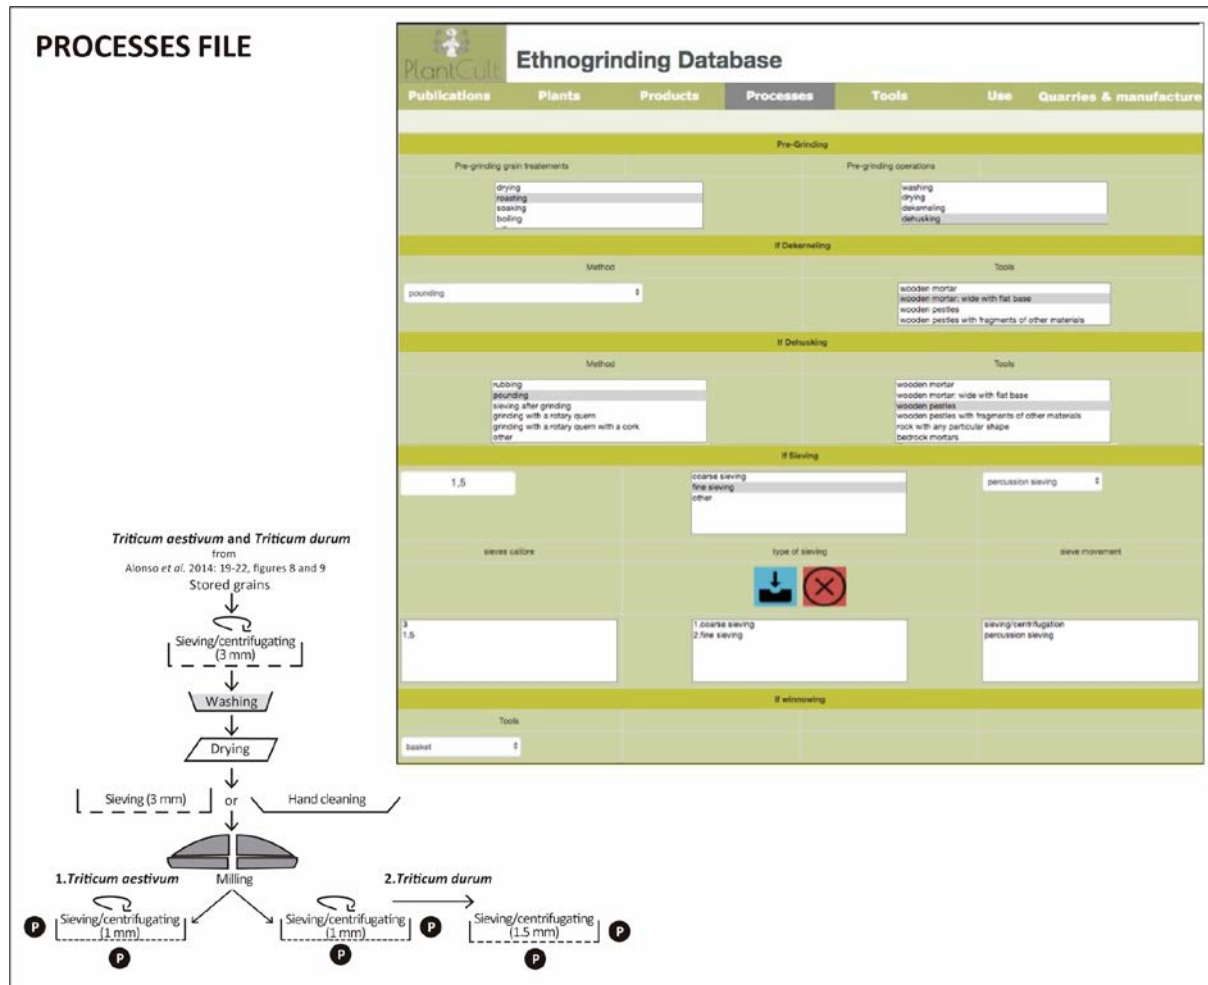 PROCESSES FILE
PlantCult
Ethnogrinding Database
Publications Plants Products Processes Tools Use Quarries & manufacture
Pre-Grinding
Pre-grinding grain treatements Pre-grinding operations
drying
roasting
soaking
boiling
washing
drying
dekerneling
dehusking
If Dekerneling
Method Tools
pounding
wooden mortar
wooden mortar: wide with flat base
wooden pestles
wooden pestles with fragments of other materials
If Dehusking
Method Tools
rubbing
pounding
sieving after grinding
grinding with a rotary quern
grinding with a rotary quern with a cork
other
wooden mortar
wooden mortar: wide with flat base
wooden pestles
wooden pestles with fragments of other materials
rock with any particular shape
bedrock mortars
If Sieving
1,5
coarse sieving
fine sieving
other
percussion sieving
sieves calibre type of sieving sieve movement
3
1,5
1.coarse sieving
2.fine sieving
sieving/centrifugation
percussion sieving
If winnowing
Tools
basket
Triticum aestivum and Triticum durum
from
Alonso et al. 2014: 19-22, figures 8 and 9
Stored grains
Sieving/centrifugating
(3 mm)
Washing
Drying
Sieving (3 mm) or Hand cleaning
Milling
1.Triticum aestivum 2.Triticum durum
P Sieving/centrifugating
(1 mm)
P
Sieving/centrifugating
(1 mm)
P
P
Sieving/centrifugating
(1.5 mm)
P
P